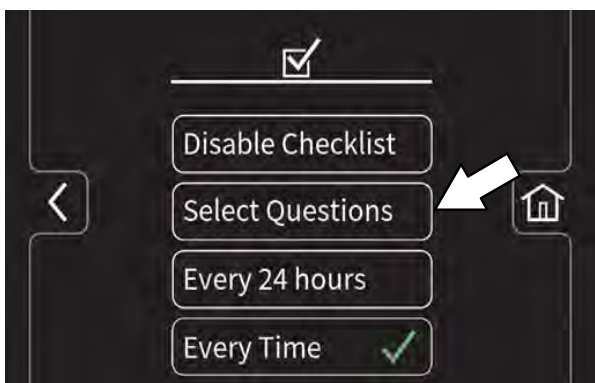 Disable Checklist
Select Questions
Every 24 hours
Every Time